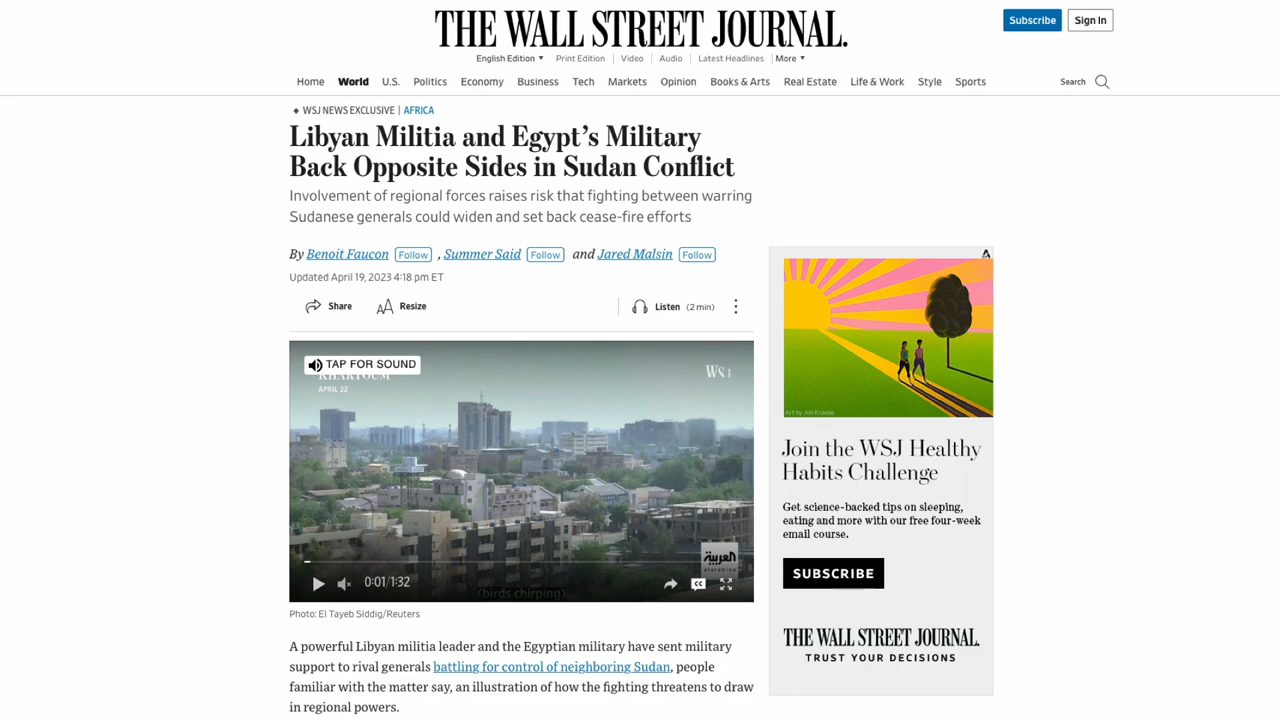 THE WALL STREET JOURNAL.
Subscribe
Sign In
English Edition ▼ Print Edition Video Audio Latest Headlines More ▼
Home World U.S. Politics Economy Business Tech Markets Opinion Books & Arts Real Estate Life & Work Style Sports
Search
◆ WSJ NEWS EXCLUSIVE | AFRICA
Libyan Militia and Egypt’s Military
Back Opposite Sides in Sudan Conflict
Involvement of regional forces raises risk that fighting between warring
Sudanese generals could widen and set back cease-fire efforts
By Benoit Faucon Follow , Summer Said Follow and Jared Malsin Follow
Updated April 19, 2023 4:18 pm ET
Share Resize Listen (2 min)
TAP FOR SOUND
KHARTOUM
APRIL 22
WSJ
العربية
alarabiya
0:01/1:32
CC
(birds chirping)
Photo: El Tayeb Siddig/Reuters
A powerful Libyan militia leader and the Egyptian military have sent military
support to rival generals battling for control of neighboring Sudan, people
familiar with the matter say, an illustration of how the fighting threatens to draw
in regional powers.
Art by Jon Krause
Join the WSJ Healthy
Habits Challenge
Get science-backed tips on sleeping,
eating and more with our free four-week
email course.
SUBSCRIBE
THE WALL STREET JOURNAL.
TRUST YOUR DECISIONS